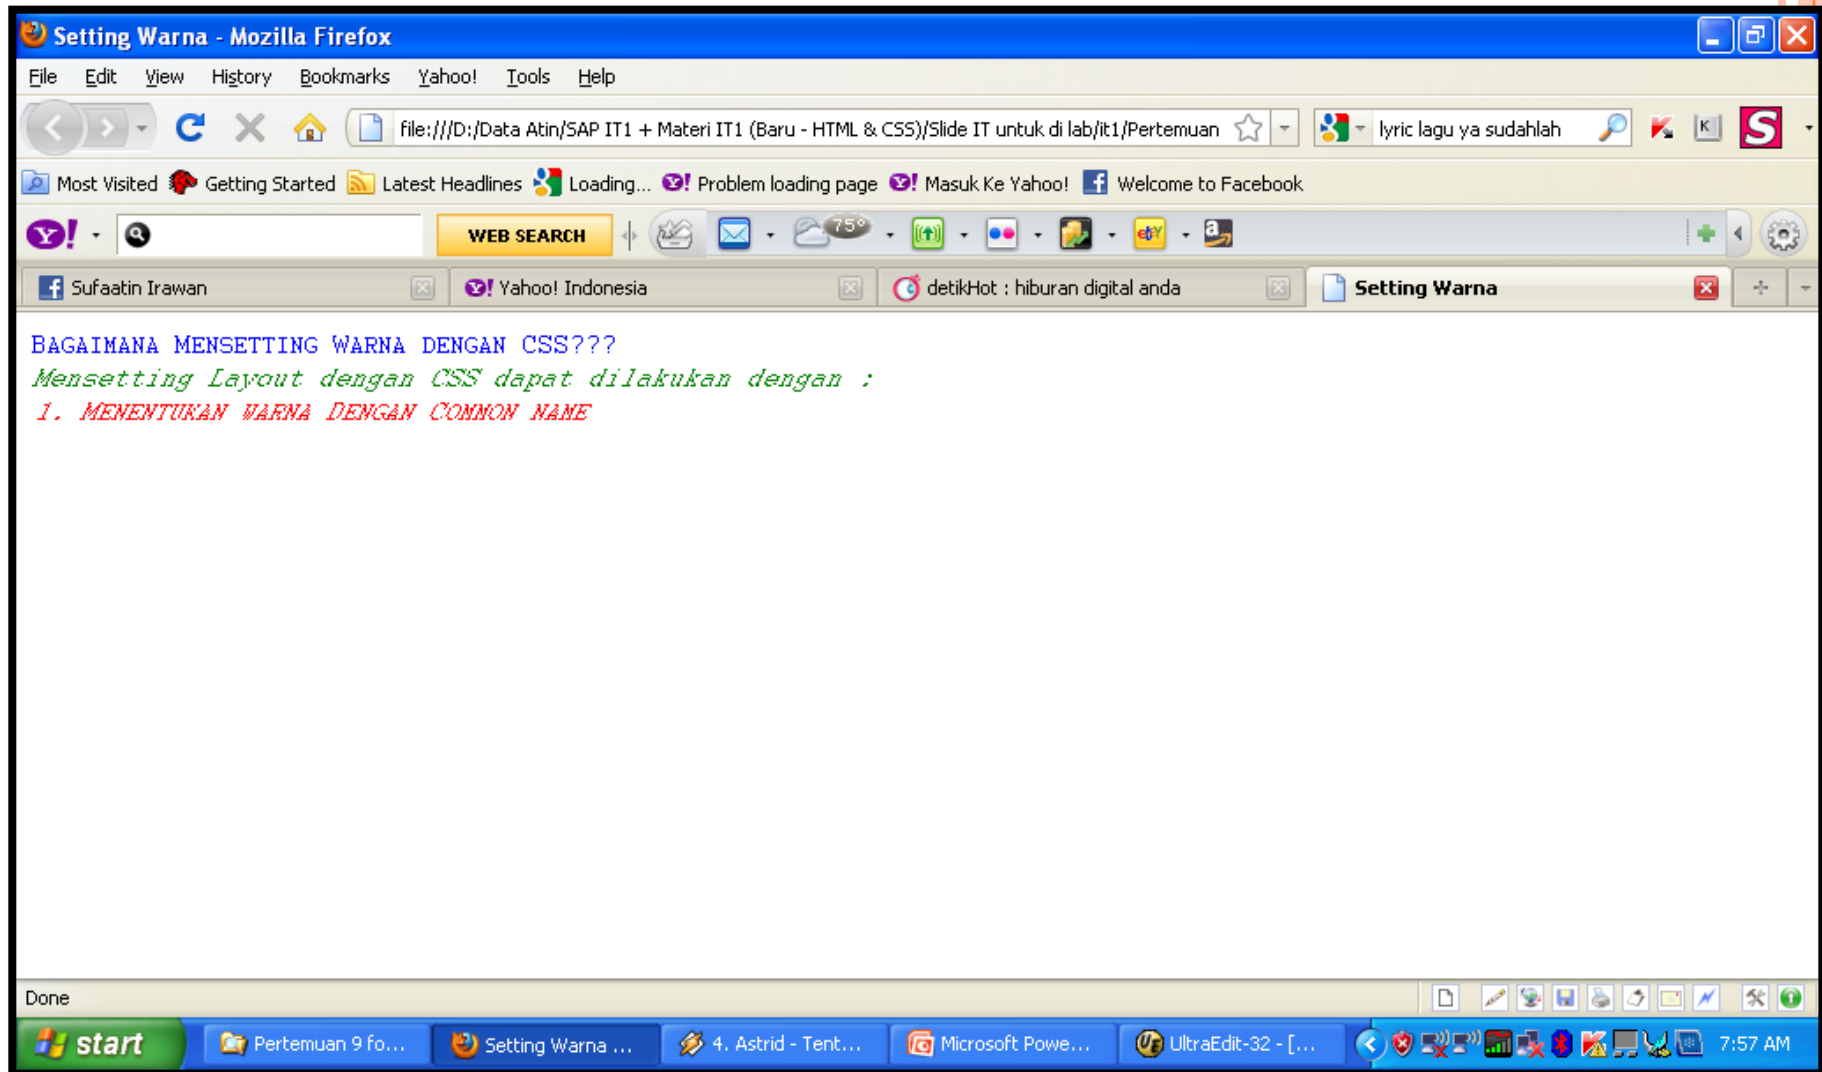 Setting Warna - Mozilla Firefox
File Edit View History Bookmarks Yahoo! Tools Help
file:///D:/Data Atin/SAP IT1 + Materi IT1 (Baru - HTML & CSS)/Slide IT untuk di lab/it1/Pertemuan lyric lagu ya sudahlah K S
Most Visited Getting Started Latest Headlines Loading... Problem loading page Masuk Ke Yahoo! Welcome to Facebook
Y! WEB SEARCH 75° ebY a
Sufaatin Irawan Yahoo! Indonesia detikHot : hiburan digital anda Setting Warna
BAGAIMANA MENSETTING WARNA DENGAN CSS???
Mensetting Layout dengan CSS dapat dilakukan dengan :
1. MENENTUKAN WARNA DENGAN COMMON NAME
Done
start Pertemuan 9 fo... Setting Warna ... 4. Astrid - Tent... Microsoft Powe... UltraEdit-32 - [... 7:57 AM